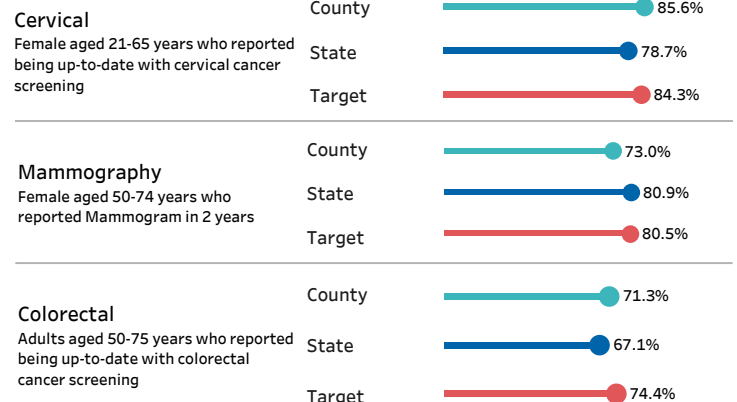 Cervical
Female aged 21-65 years who reported
being up-to-date with cervical cancer
screening
County
85.6%
State
78.7%
Target
84.3%
Mammography
Female aged 50-74 years who
reported Mammogram in 2 years
County
73.0%
State
80.9%
Target
80.5%
Colorectal
Adults aged 50-75 years who reported
being up-to-date with colorectal
cancer screening
County
71.3%
State
67.1%
Target
74.4%